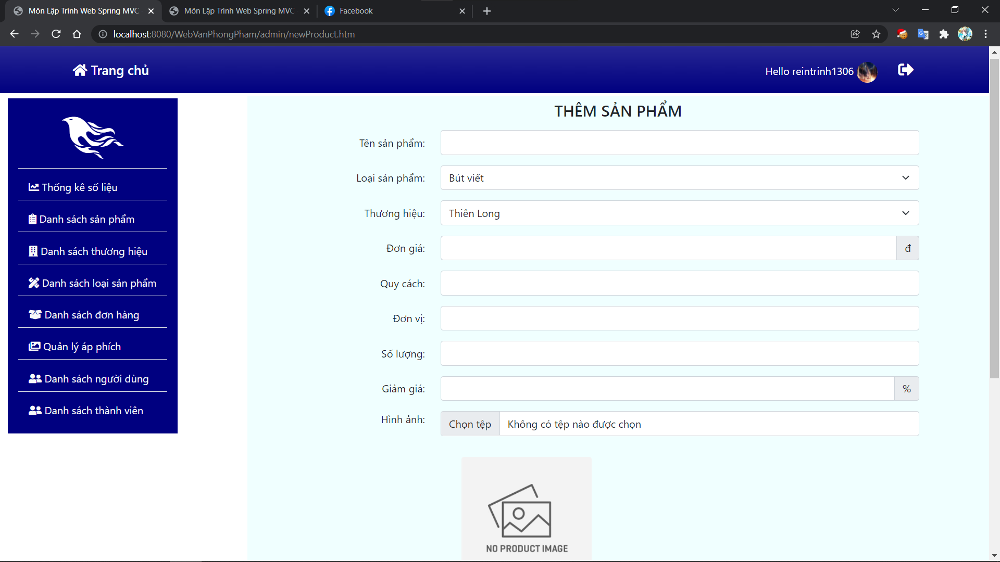 Môn Lập Trình Web Spring MVC
Môn Lập Trình Web Spring MVC
Facebook
localhost:8080/WebVanPhongPham/admin/newProduct.htm
Trang chủ
Hello reintrinh1306
Thống kê số liệu
Danh sách sản phẩm
Danh sách thương hiệu
Danh sách loại sản phẩm
Danh sách đơn hàng
Quản lý áp phích
Danh sách người dùng
Danh sách thành viên
THÊM SẢN PHẨM
Tên sản phẩm:
Loại sản phẩm: Bút viết
Thương hiệu: Thiên Long
Đơn giá: đ
Quy cách:
Đơn vị:
Số lượng:
Giảm giá: %
Hình ảnh: Chọn tệp Không có tệp nào được chọn
NO PRODUCT IMAGE